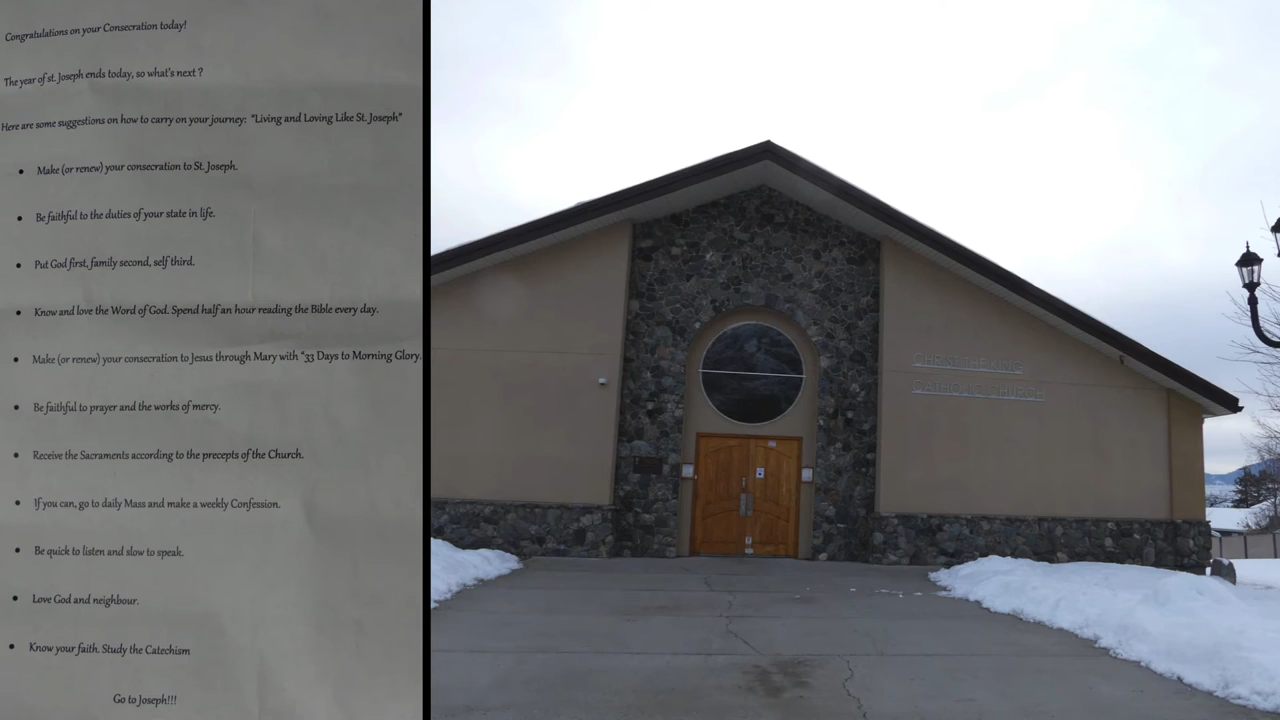 Congratulations on your Consecration today!
The year of st. Joseph ends today, so what's next ?
Here are some suggestions on how to carry on your journey: "Living and Loving Like St. Joseph"
• Make (or renew) your consecration to St. Joseph.
• Be faithful to the duties of your state in life.
• Put God first, family second, self third.
• Know and love the Word of God. Spend half an hour reading the Bible every day.
• Make (or renew) your consecration to Jesus through Mary with "33 Days to Morning Glory.
• Be faithful to prayer and the works of mercy.
• Receive the Sacraments according to the precepts of the Church.
• If you can, go to daily Mass and make a weekly Confession.
• Be quick to listen and slow to speak.
• Love God and neighbour.
• Know your faith. Study the Catechism
Go to Joseph!!!
CHRIST THE KING
CATHOLIC CHURCH